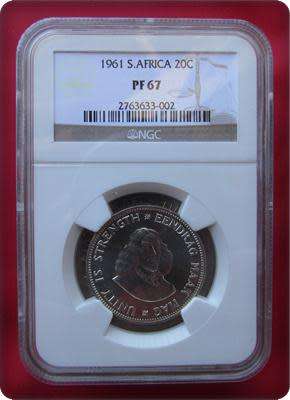 1961 S.AFRICA 20C
PF 67
2763633-002
NGC
UNITY IS STRENGTH ※ EENDRAG MAAK MAG ※